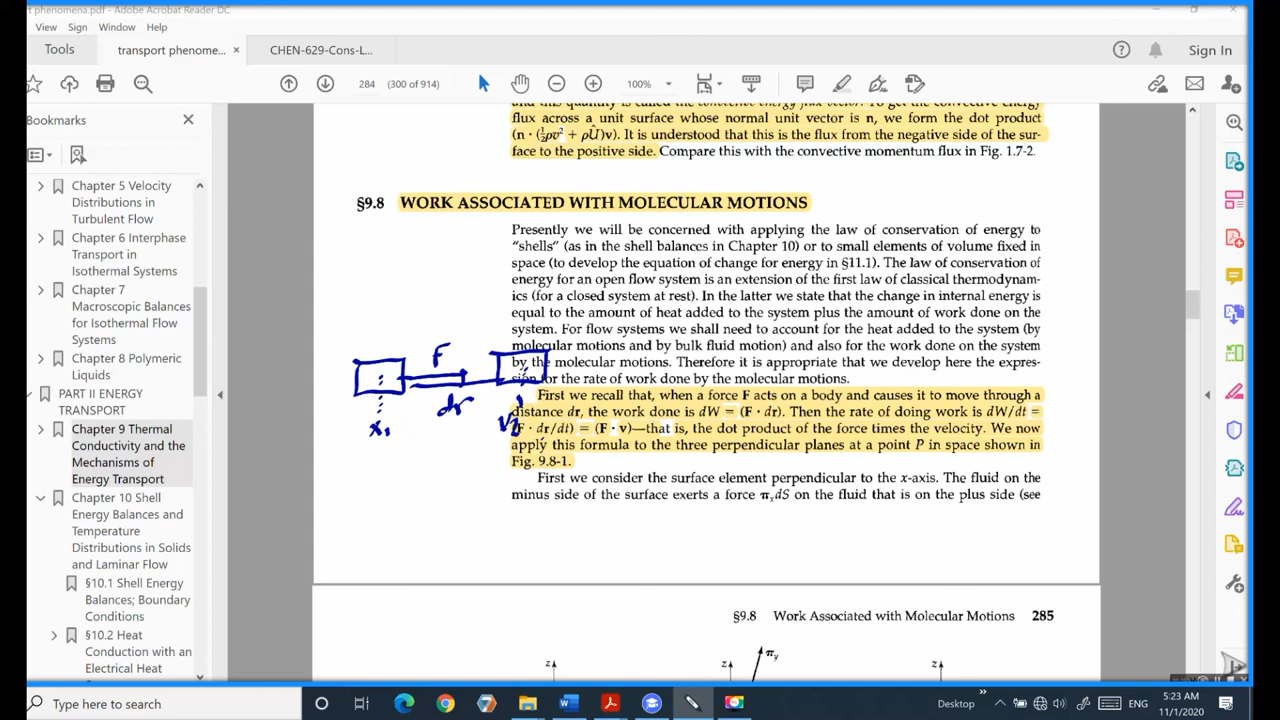 rt phenomena.pdf - Adobe Acrobat Reader DC
View Sign Window Help
Tools transport phenome... × CHEN-629-Cons-L...
Sign In
284 (300 of 914) 100%
Bookmarks
Chapter 5 Velocity
Distributions in
Turbulent Flow
Chapter 6 Interphase
Transport in
Isothermal Systems
Chapter 7
Macroscopic Balances
for Isothermal Flow
Systems
Chapter 8 Polymeric
Liquids
PART II ENERGY
TRANSPORT
Chapter 9 Thermal
Conductivity and the
Mechanisms of
Energy Transport
Chapter 10 Shell
Energy Balances and
Temperature
Distributions in Solids
and Laminar Flow
§10.1 Shell Energy
Balances; Boundary
Conditions
§10.2 Heat
Conduction with an
Electrical Heat
and this quantity is called the convective energy flux vector. To get the convective energy
flux across a unit surface whose normal unit vector is n, we form the dot product
(n · (½ρv² + ρÛ)v). It is understood that this is the flux from the negative side of the sur-
face to the positive side. Compare this with the convective momentum flux in Fig. 1.7-2.
§9.8 WORK ASSOCIATED WITH MOLECULAR MOTIONS
Presently we will be concerned with applying the law of conservation of energy to
“shells” (as in the shell balances in Chapter 10) or to small elements of volume fixed in
space (to develop the equation of change for energy in §11.1). The law of conservation of
energy for an open flow system is an extension of the first law of classical thermodynam-
ics (for a closed system at rest). In the latter we state that the change in internal energy is
equal to the amount of heat added to the system plus the amount of work done on the
system. For flow systems we shall need to account for the heat added to the system (by
molecular motions and by bulk fluid motion) and also for the work done on the system
by the molecular motions. Therefore it is appropriate that we develop here the expres-
sion for the rate of work done by the molecular motions.
First we recall that, when a force F acts on a body and causes it to move through a
distance dr, the work done is dW = (F · dr). Then the rate of doing work is dW/dt =
(F · dr/dt) = (F · v)—that is, the dot product of the force times the velocity. We now
apply this formula to the three perpendicular planes at a point P in space shown in
Fig. 9.8-1.
First we consider the surface element perpendicular to the x-axis. The fluid on the
minus side of the surface exerts a force πₓdS on the fluid that is on the plus side (see
F
dr
x₁
§9.8 Work Associated with Molecular Motions 285
z z πy z
Type here to search
Desktop » ENG
5:23 AM
11/1/2020